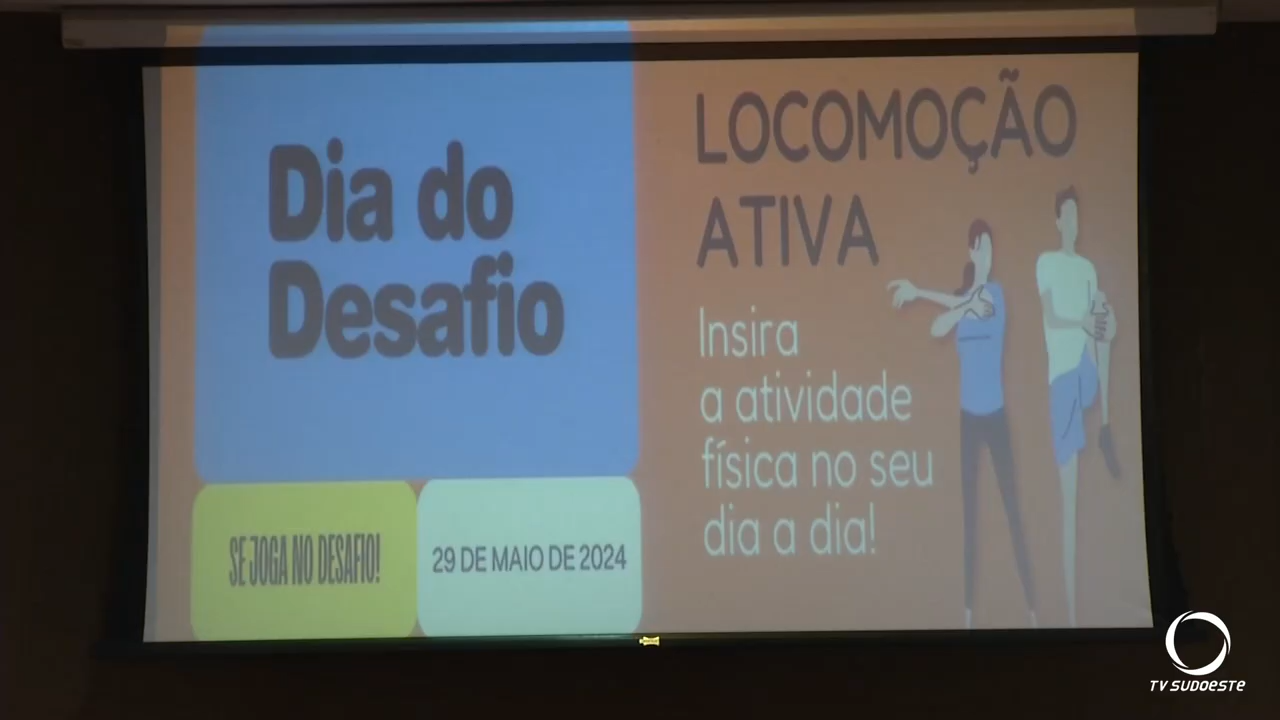 Dia do
Desafio
SE JOGA NO DESAFIO!
29 DE MAIO DE 2024
LOCOMOÇÃO
ATIVA
Insira
a atividade
física no seu
dia a dia!
TV SUDOESTE